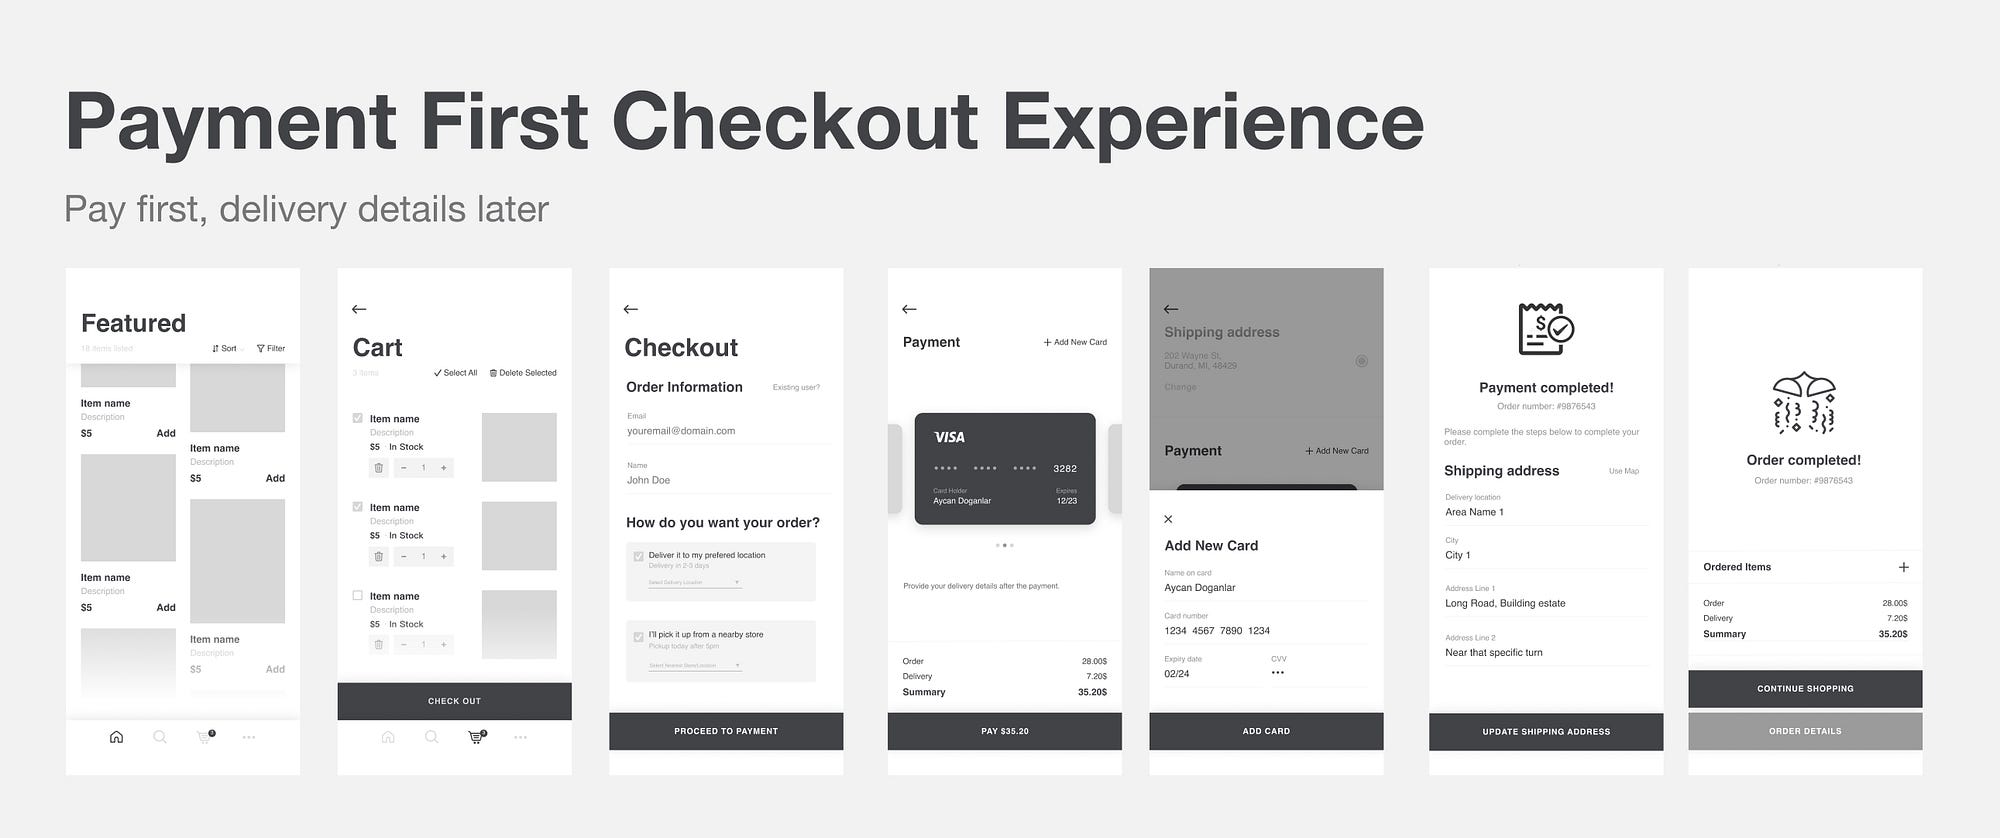 Payment First Checkout Experience
Pay first, delivery details later
Featured
18 items listed
Sort
Filter
Item name
Description
$5 Add
Item name
Description
$5 Add
Item name
Description
$5 Add
Item name
Description
$5 Add
Cart
3 items
Select All
Delete Selected
Item name
Description
$5 In Stock
1
Item name
Description
$5 In Stock
1
Item name
Description
$5 In Stock
1
CHECK OUT
3
3
Checkout
Order Information
Existing user?
Email
youremail@domain.com
Name
John Doe
How do you want your order?
Deliver it to my prefered location
Delivery in 2-3 days
Select Delivery Location
I'll pick it up from a nearby store
Pickup today after 5pm
Select Nearest Store/Location
PROCEED TO PAYMENT
Payment
+ Add New Card
VISA
•••• •••• •••• 3282
Card Holder
Expires
Aycan Doganlar
12/23
Provide your delivery details after the payment.
Order 28.00$
Delivery 7.20$
Summary 35.20$
PAY $35.20
Shipping address
202 Wayne St,
Durand, MI, 48429
Change
Payment
+ Add New Card
Add New Card
Name on card
Aycan Doganlar
Card number
1234 4567 7890 1234
Expiry date
CVV
02/24
•••
ADD CARD
$
Payment completed!
Order number: #9876543
Please complete the steps below to complete your
order.
Shipping address
Use Map
Delivery location
Area Name 1
City
City 1
Address Line 1
Long Road, Building estate
Address Line 2
Near that specific turn
UPDATE SHIPPING ADDRESS
Order completed!
Order number: #9876543
Ordered Items
Order 28.00$
Delivery 7.20$
Summary 35.20$
CONTINUE SHOPPING
ORDER DETAILS